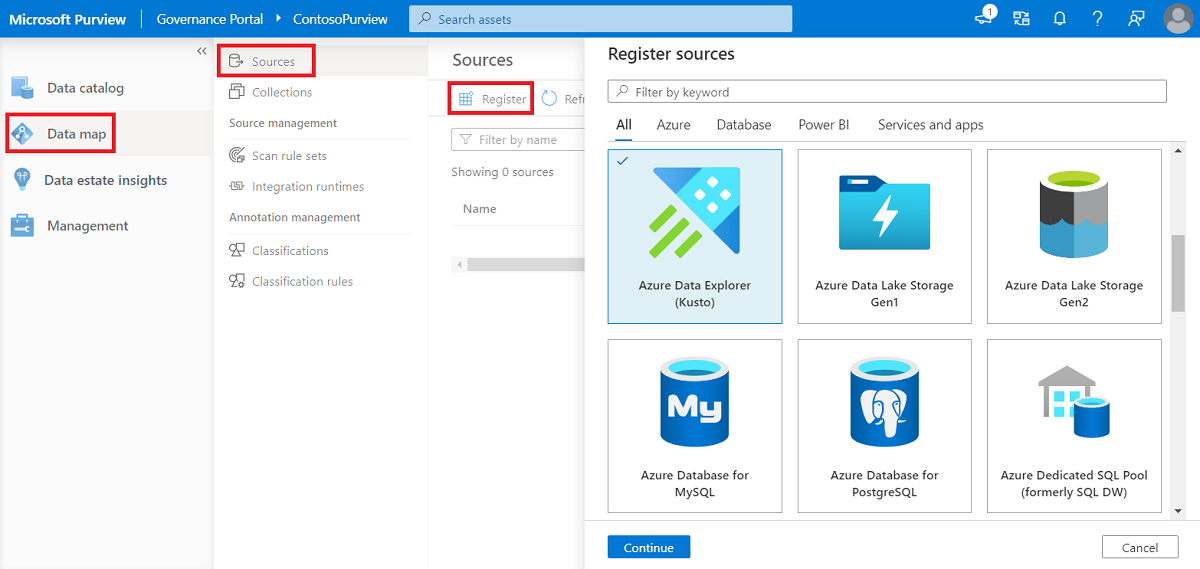 Microsoft Purview
Governance Portal
ContosoPurview
Search assets
1
?
Data catalog
Data map
Data estate insights
Management
Sources
Collections
Source management
Scan rule sets
Integration runtimes
Annotation management
Classifications
Classification rules
Sources
Register
Refr
Filter by name
Showing 0 sources
Name
Register sources
Filter by keyword
All Azure Database Power BI Services and apps
Azure Data Explorer
(Kusto)
Azure Data Lake Storage
Gen1
Azure Data Lake Storage
Gen2
My
Azure Database for
MySQL
Azure Database for
PostgreSQL
Azure Dedicated SQL Pool
(formerly SQL DW)
Continue
Cancel